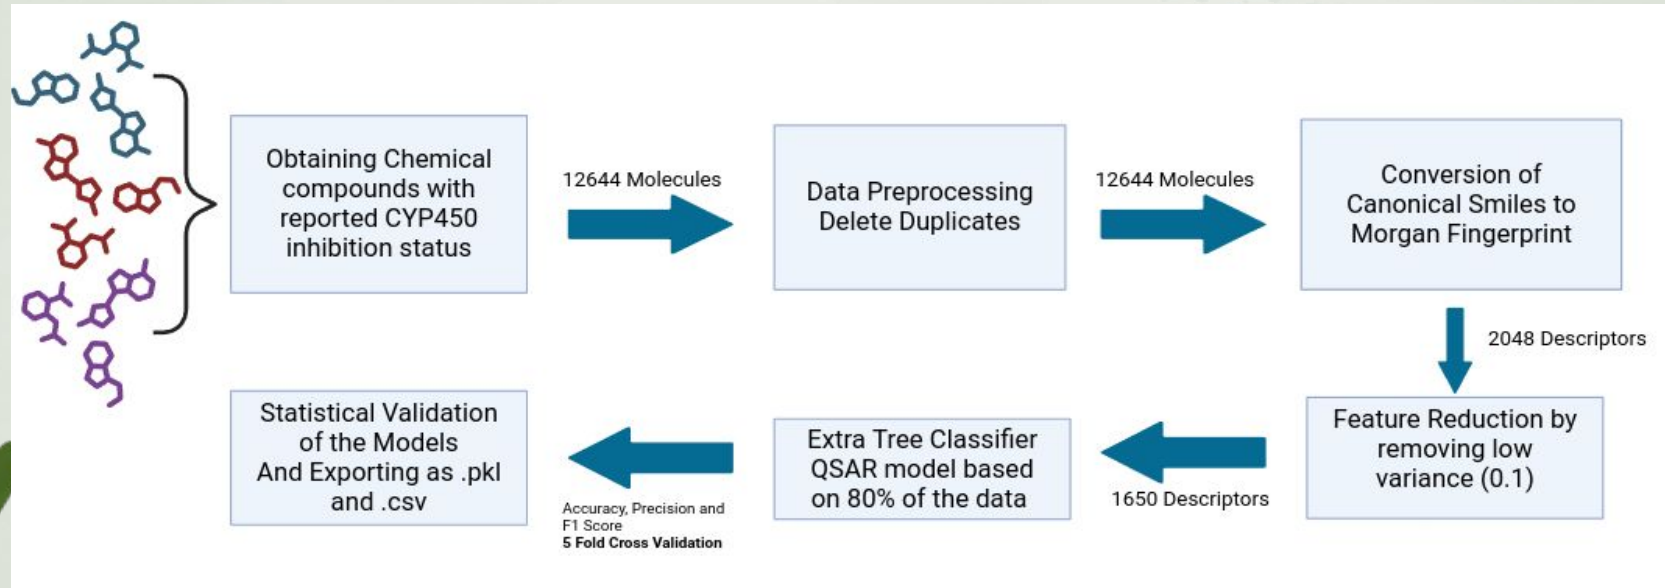 Obtaining Chemical
compounds with
reported CYP450
inhibition status
12644 Molecules
Data Preprocessing
Delete Duplicates
12644 Molecules
Conversion of
Canonical Smiles to
Morgan Fingerprint
2048 Descriptors
Feature Reduction by
removing low
variance (0.1)
1650 Descriptors
Extra Tree Classifier
QSAR model based
on 80% of the data
Accuracy, Precision and
F1 Score
5 Fold Cross Validation
Statistical Validation
of the Models
And Exporting as .pkl
and .csv